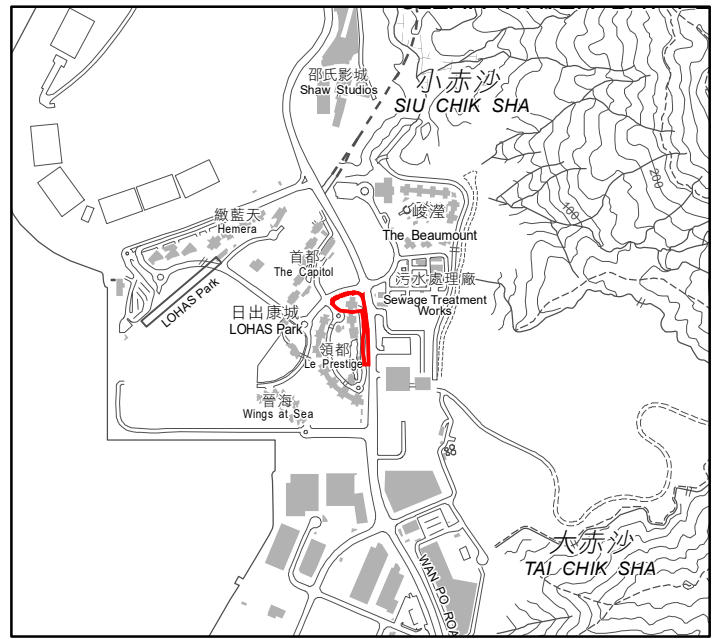 邵氏影城
Shaw Studios
小赤沙
SIU CHIK SHA
200
100
緻藍天
Hemera
峻瀅
The Beaumount
首都
The Capitol
污水處理廠
Sewage Treatment
Works
LOHAS Park
日出康城
LOHAS Park
領都
Le Prestige
晉海
Wings at Sea
大赤沙
TAI CHIK SHA
WAN PO ROA